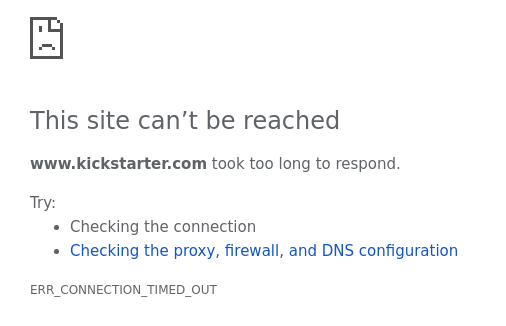 This site can’t be reached
www.kickstarter.com took too long to respond.
Try:
Checking the connection
Checking the proxy, firewall, and DNS configuration
ERR_CONNECTION_TIMED_OUT